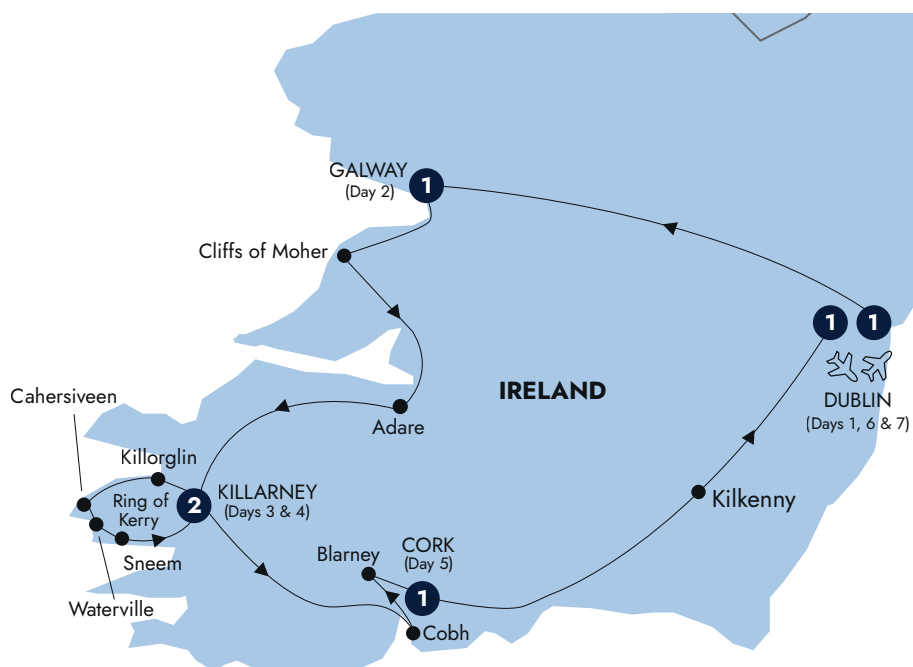 GALWAY
(Day 2)
1
Cliffs of Moher
1
1
DUBLIN
(Days 1, 6 & 7)
IRELAND
Adare
Cahersiveen
Killorglin
Ring of
Kerry
2
KILLARNEY
(Days 3 & 4)
Sneem
Waterville
Kilkenny
CORK
(Day 5)
1
Blarney
Cobh